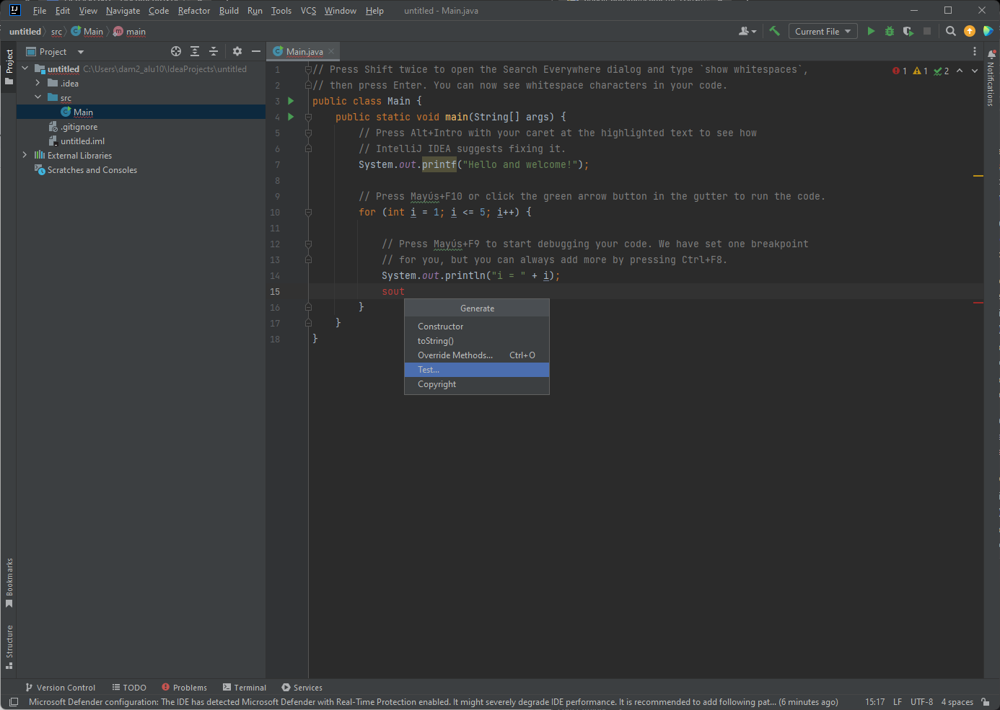 IJ File Edit View Navigate Code Refactor Build Run Tools VCS Window Help untitled - Main.java
untitled src Main main Current File
Project
Project
Main.java
untitled C:\Users\dam2_alu10\IdeaProjects\untitled
.idea
src
Main
.gitignore
untitled.iml
External Libraries
Scratches and Consoles
1 // Press Shift twice to open the Search Everywhere dialog and type `show whitespaces`,
2 // then press Enter. You can now see whitespace characters in your code.
3 public class Main {
4 public static void main(String[] args) {
5 // Press Alt+Intro with your caret at the highlighted text to see how
6 // IntelliJ IDEA suggests fixing it.
7 System.out.printf("Hello and welcome!");
8
9 // Press Mayús+F10 or click the green arrow button in the gutter to run the code.
10 for (int i = 1; i <= 5; i++) {
11
12 // Press Mayús+F9 to start debugging your code. We have set one breakpoint
13 // for you, but you can always add more by pressing Ctrl+F8.
14 System.out.println("i = " + i);
15 sout
16 }
17 }
18 }
1 1 2
Generate
Constructor
toString()
Override Methods... Ctrl+O
Test...
Copyright
Notifications
Bookmarks
Structure
Version Control TODO Problems Terminal Services
Microsoft Defender configuration: The IDE has detected Microsoft Defender with Real-Time Protection enabled. It might severely degrade IDE performance. It is recommended to add following pat... (6 minutes ago) 15:17 LF UTF-8 4 spaces